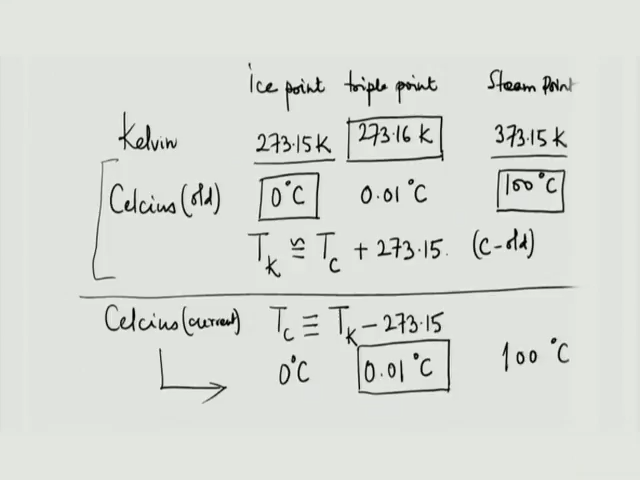 Ice point triple point Steam Point
Kelvin 273.15 K 273.16 K 373.15 K
Celcius (old) 0°C 0.01 °C 100°C
T_K ≌ T_C + 273.15. (C-old)
Celcius (current) T_C ≡ T_K - 273.15
0°C 0.01 °C 100 °C